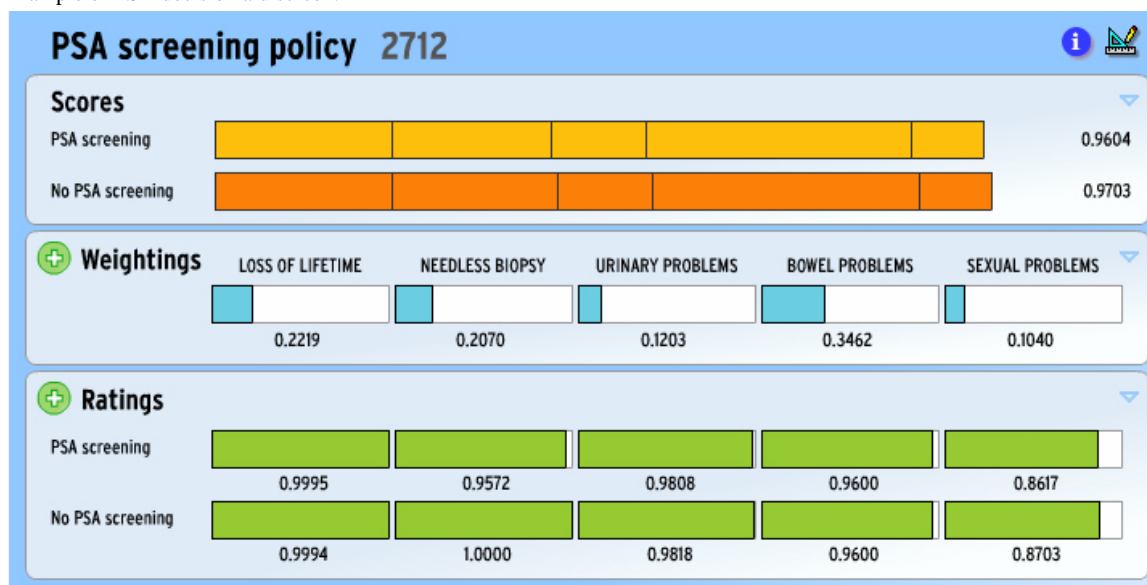 PSA screening policy 2712
Scores
PSA screening 0.9604
No PSA screening 0.9703
Weightings LOSS OF LIFETIME NEEDLESS BIOPSY URINARY PROBLEMS BOWEL PROBLEMS SEXUAL PROBLEMS
0.2219 0.2070 0.1203 0.3462 0.1040
Ratings
PSA screening
0.9995 0.9572 0.9808 0.9600 0.8617
No PSA screening
0.9994 1.0000 0.9818 0.9600 0.8703